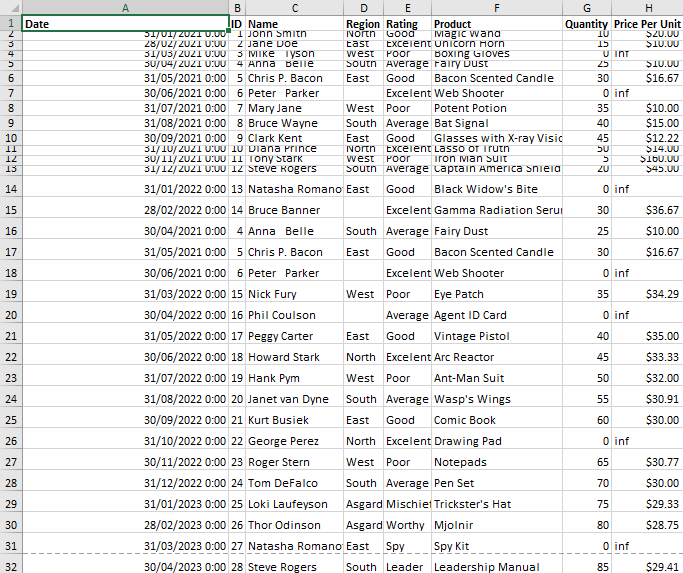 A B C D E F G H
1 Date ID Name Region Rating Product Quantity Price Per Unit
2 31/01/2021 0:00 1 John Smith North Good Magic Wand 10 $20.00
3 28/02/2021 0:00 2 Jane Doe East Excelent Unicorn Horn 15 $10.00
4 31/03/2021 0:00 3 Mike Tyson West Poor Boxing Gloves 0 inf
5 30/04/2021 0:00 4 Anna Belle South Average Fairy Dust 25 $10.00
6 31/05/2021 0:00 5 Chris P. Bacon East Good Bacon Scented Candle 30 $16.67
7 30/06/2021 0:00 6 Peter Parker Excelent Web Shooter 0 inf
8 31/07/2021 0:00 7 Mary Jane West Poor Potent Potion 35 $10.00
9 31/08/2021 0:00 8 Bruce Wayne South Average Bat Signal 40 $15.00
10 30/09/2021 0:00 9 Clark Kent East Good Glasses with X-ray Visic 45 $12.22
11 31/10/2021 0:00 10 Diana Prince North Excelent Lasso of Truth 50 $14.00
12 30/11/2021 0:00 11 Tony Stark West Poor Iron Man Suit 5 $160.00
13 31/12/2021 0:00 12 Steve Rogers South Average Captain America Shield 20 $45.00
14 31/01/2022 0:00 13 Natasha Romano East Good Black Widow's Bite 0 inf
15 28/02/2022 0:00 14 Bruce Banner Excelent Gamma Radiation Seru 30 $36.67
16 30/04/2021 0:00 4 Anna Belle South Average Fairy Dust 25 $10.00
17 31/05/2021 0:00 5 Chris P. Bacon East Good Bacon Scented Candle 30 $16.67
18 30/06/2021 0:00 6 Peter Parker Excelent Web Shooter 0 inf
19 31/03/2022 0:00 15 Nick Fury West Poor Eye Patch 35 $34.29
20 30/04/2022 0:00 16 Phil Coulson Average Agent ID Card 0 inf
21 31/05/2022 0:00 17 Peggy Carter East Good Vintage Pistol 40 $35.00
22 30/06/2022 0:00 18 Howard Stark North Excelent Arc Reactor 45 $33.33
23 31/07/2022 0:00 19 Hank Pym West Poor Ant-Man Suit 50 $32.00
24 31/08/2022 0:00 20 Janet van Dyne South Average Wasp's Wings 55 $30.91
25 30/09/2022 0:00 21 Kurt Busiek East Good Comic Book 60 $30.00
26 31/10/2022 0:00 22 George Perez North Excelent Drawing Pad 0 inf
27 30/11/2022 0:00 23 Roger Stern West Poor Notepads 65 $30.77
28 31/12/2022 0:00 24 Tom DeFalco South Average Pen Set 70 $30.00
29 31/01/2023 0:00 25 Loki Laufeyson Asgard Mischief Trickster's Hat 75 $29.33
30 28/02/2023 0:00 26 Thor Odinson Asgard Worthy Mjolnir 80 $28.75
31 31/03/2023 0:00 27 Natasha Romano East Spy Spy Kit 0 inf
32 30/04/2023 0:00 28 Steve Rogers South Leader Leadership Manual 85 $29.41